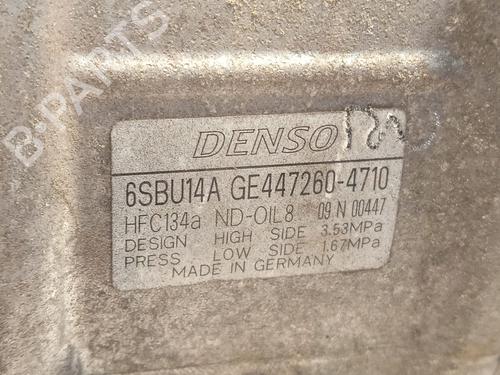 B-PARTS
DENSO
6SBU14A GE447260-4710
HFC134a ND-OIL8 09 N 00447
DESIGN HIGH SIDE 3.53MPa
PRESS LOW SIDE 1.67MPa
MADE IN GERMANY